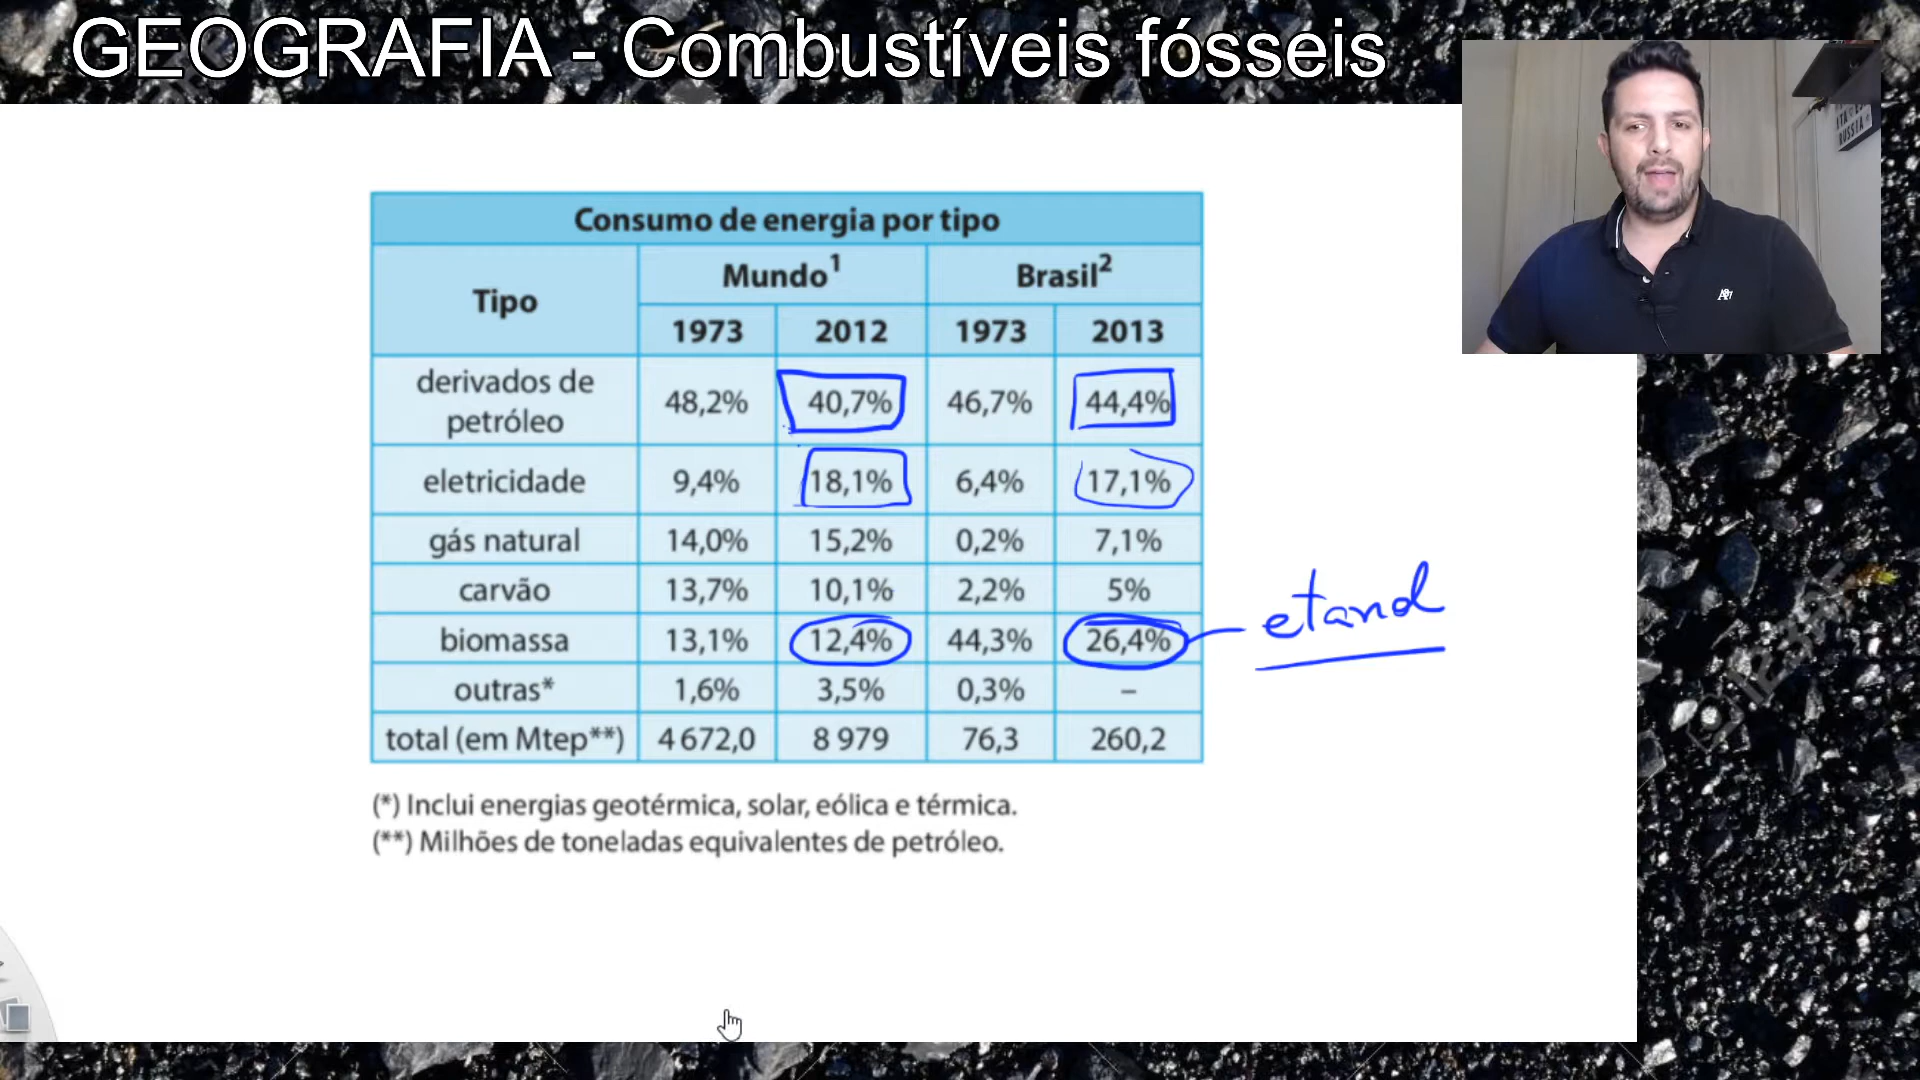 GEOGRAFIA - Combustíveis fósseis
Consumo de energia por tipo
Tipo Mundo¹ Brasil²
1973 2012 1973 2013
derivados de petróleo 48,2% 40,7% 46,7% 44,4%
eletricidade 9,4% 18,1% 6,4% 17,1%
gás natural 14,0% 15,2% 0,2% 7,1%
carvão 13,7% 10,1% 2,2% 5%
biomassa 13,1% 12,4% 44,3% 26,4%
etanol
outras* 1,6% 3,5% 0,3% –
total (em Mtep**) 4 672,0 8 979 76,3 260,2
(*) Inclui energias geotérmica, solar, eólica e térmica.
(**) Milhões de toneladas equivalentes de petróleo.
RUSSIA